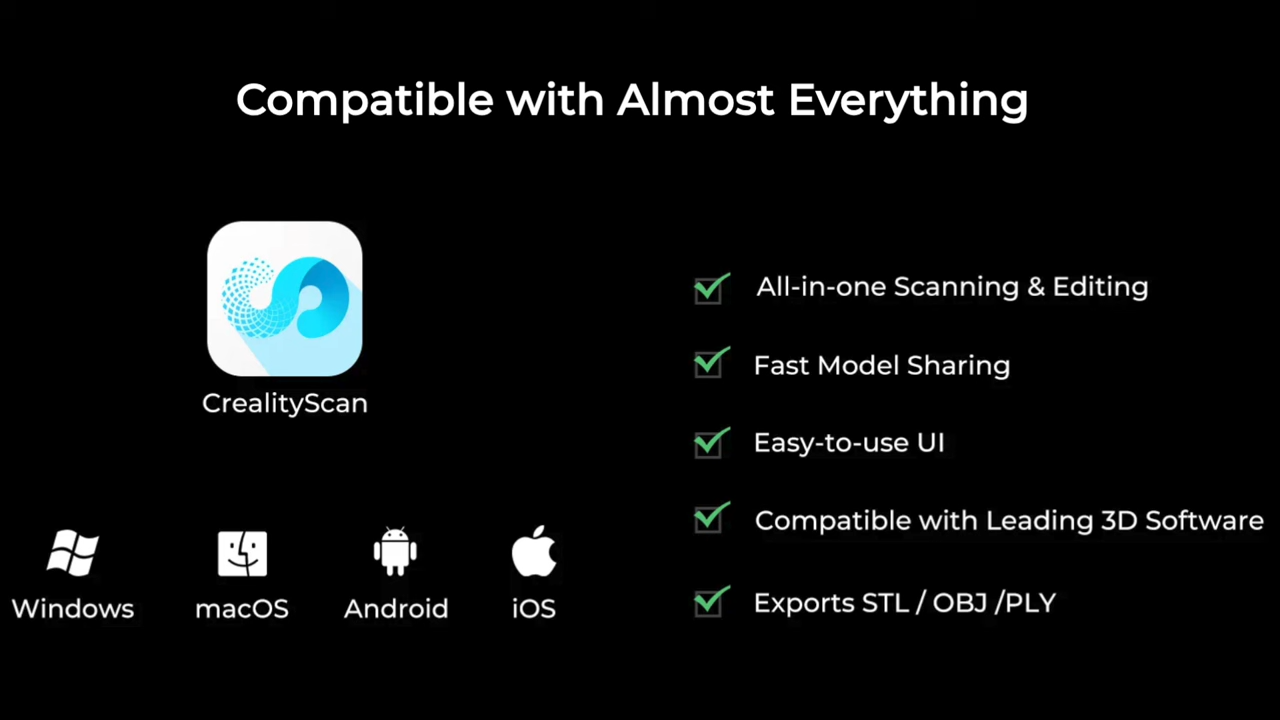 Compatible with Almost Everything
CrealityScan
Windows
macOS
Android
iOS
All-in-one Scanning & Editing
Fast Model Sharing
Easy-to-use UI
Compatible with Leading 3D Software
Exports STL / OBJ /PLY